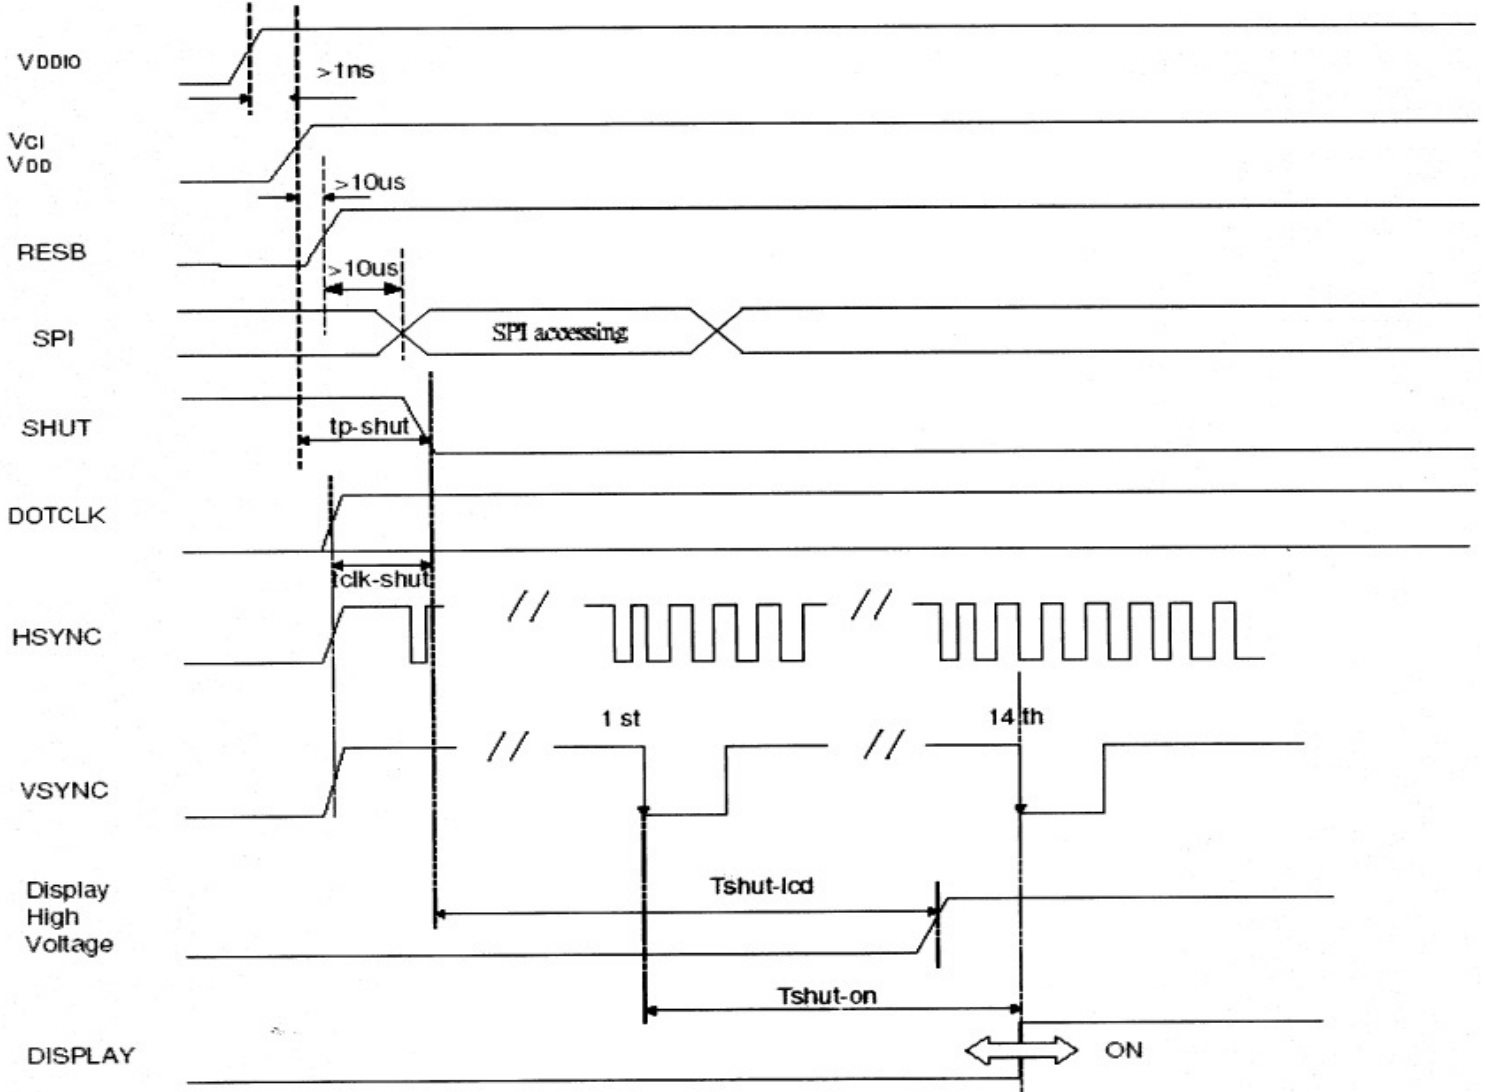 VDDIO
>1ns
VCI
VDD
>10us
RESB
>10us
SPI
SPI accessing
SHUT
tp-shut
DOTCLK
tclk-shut
HSYNC
// //
1 st
14 th
// //
VSYNC
Display
High
Voltage
Tshut-lcd
Tshut-on
DISPLAY
ON